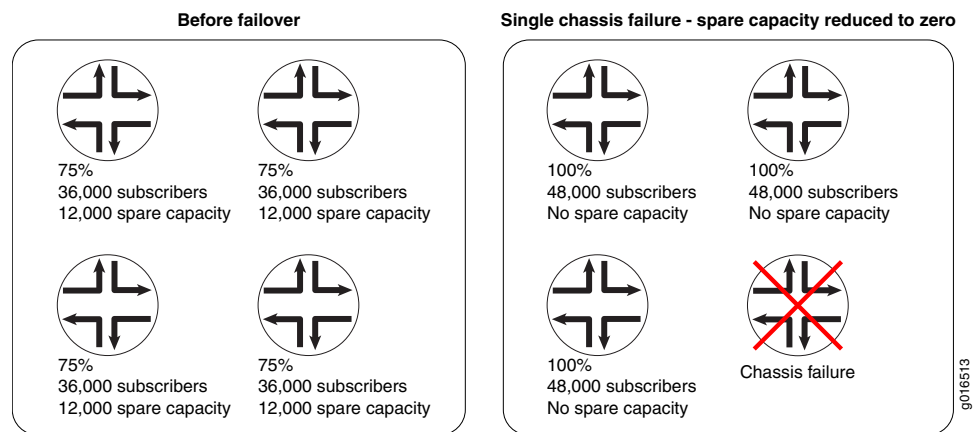 Before failover
75%
36,000 subscribers
12,000 spare capacity
75%
36,000 subscribers
12,000 spare capacity
75%
36,000 subscribers
12,000 spare capacity
75%
36,000 subscribers
12,000 spare capacity
Single chassis failure - spare capacity reduced to zero
100%
48,000 subscribers
No spare capacity
100%
48,000 subscribers
No spare capacity
100%
48,000 subscribers
No spare capacity
Chassis failure
g016513